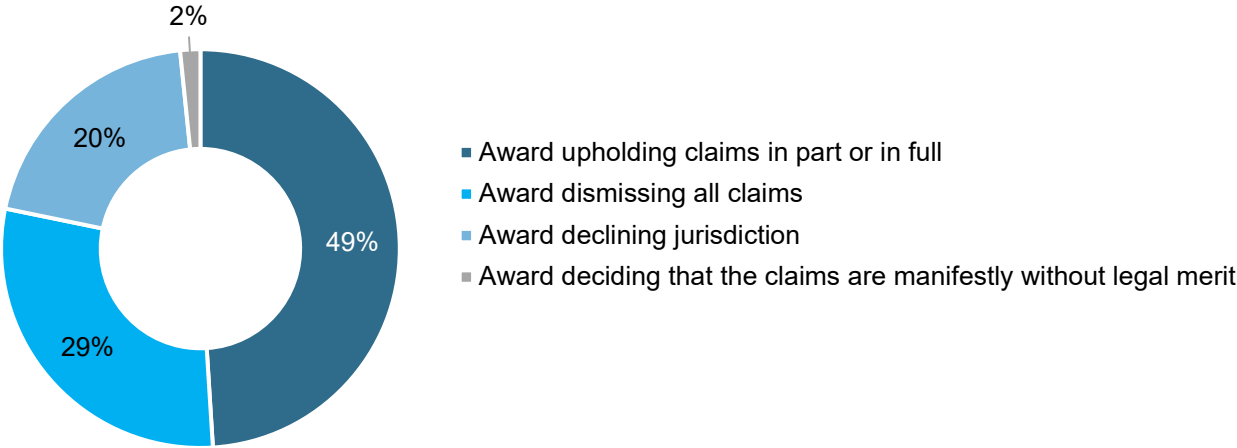 2%
20%
49%
29%
Award upholding claims in part or in full
Award dismissing all claims
Award declining jurisdiction
Award deciding that the claims are manifestly without legal merit